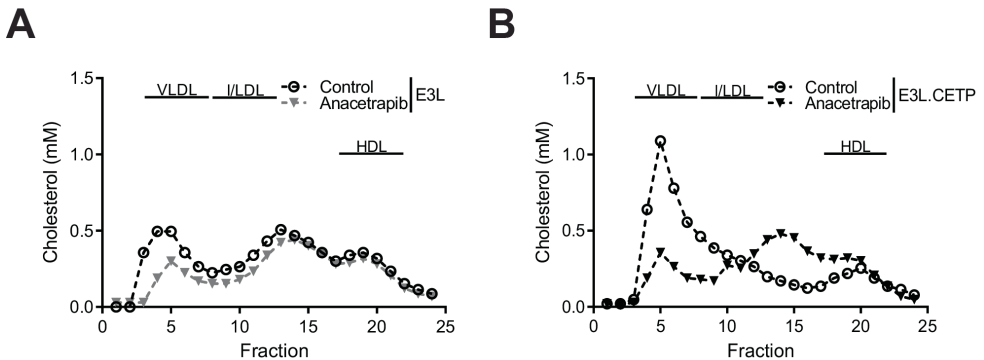 A
B
1.5
1.0
0.5
0.0
Cholesterol (mM)
VLDL
I/LDL
Control
Anacetrapib
E3L
HDL
0
5
10
15
20
25
Fraction
1.5
1.0
0.5
0.0
Cholesterol (mM)
VLDL
I/LDL
Control
Anacetrapib
E3L.CETP
HDL
0
5
10
15
20
25
Fraction